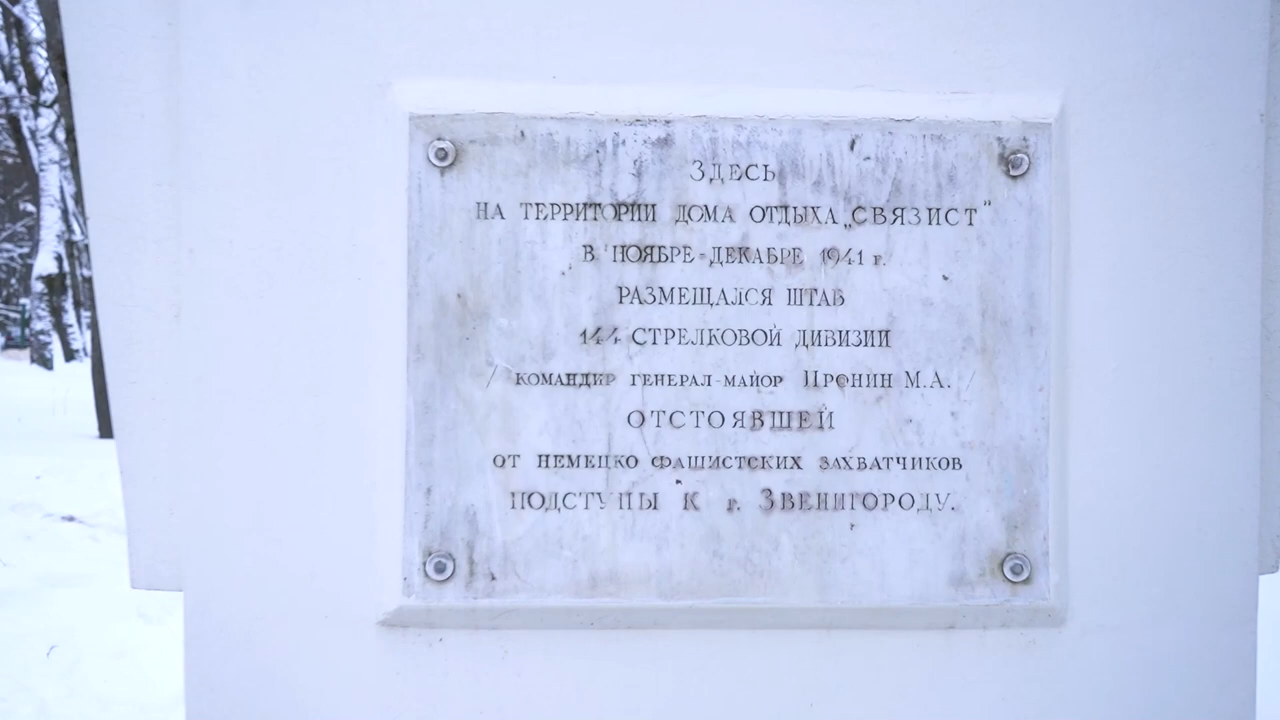 Здесь
на территории дома отдыха „Связист"
в ноябре-декабре 1941 г.
размещался штаб
144 стрелковой дивизии
/ командир генерал-майор Пронин М.А. /
отстоявшей
от немецко фашистских захватчиков
подступы к г. Звенигороду.